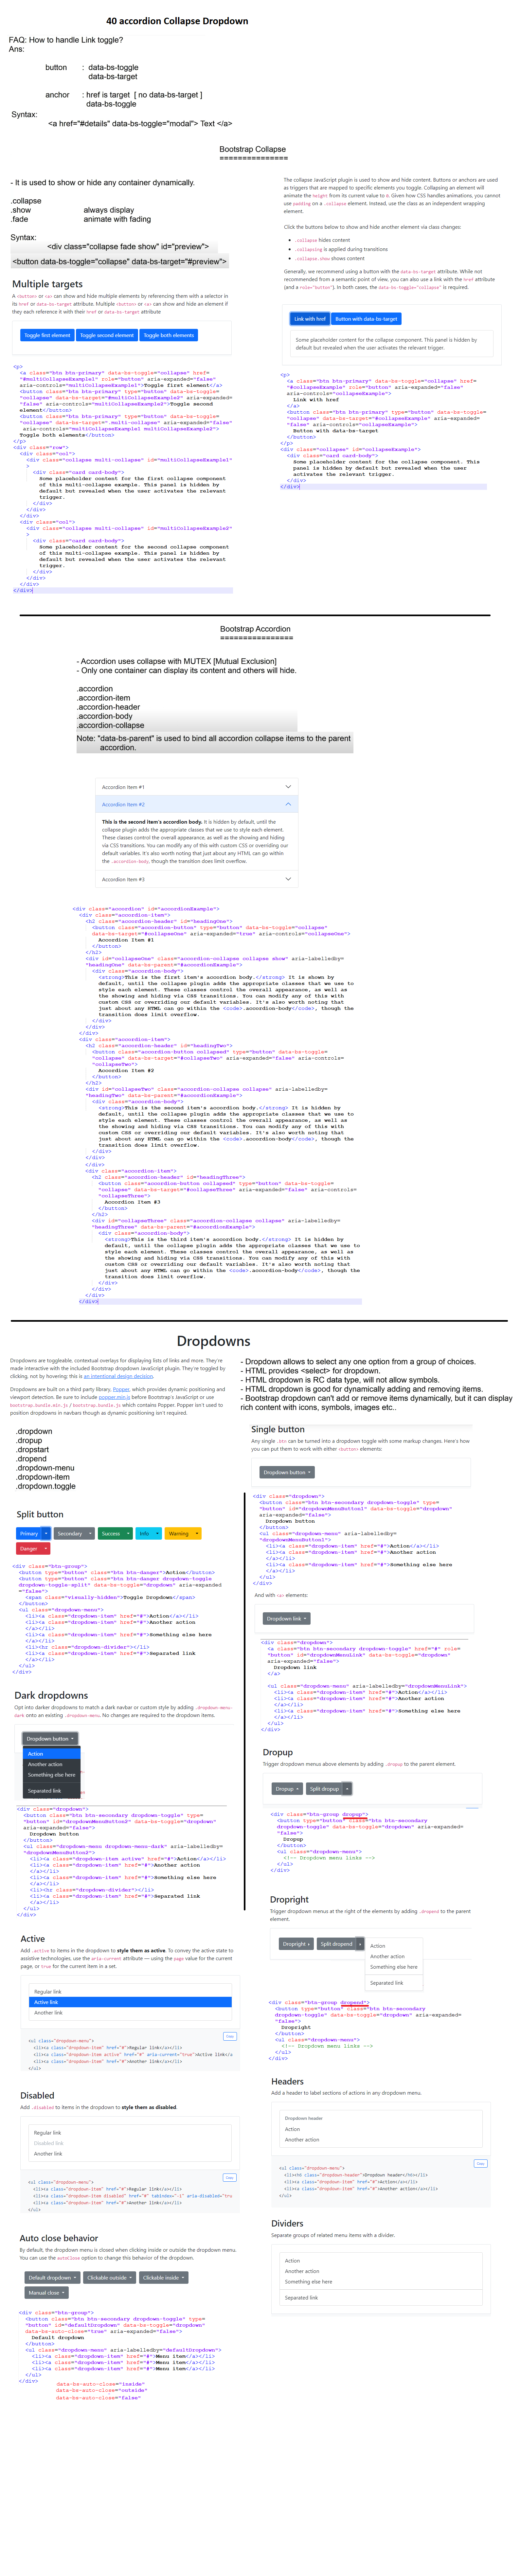 40 accordion Collapse Dropdown
FAQ: How to handle Link toggle?
Ans:
button : data-bs-toggle
data-bs-target
anchor : href is target [ no data-bs-target ]
data-bs-toggle
Syntax:
<a href="#details" data-bs-toggle="modal"> Text </a>
Bootstrap Collapse
===============
- It is used to show or hide any container dynamically.
.collapse
.show always display
.fade animate with fading
Syntax:
<div class="collapse fade show" id="preview">
<button data-bs-toggle="collapse" data-bs-target="#preview">
Multiple targets
A <button> or <a> can show and hide multiple elements by referencing them with a selector in
its href or data-bs-target attribute. Multiple <button> or <a> can show and hide an element if
they each reference it with their href or data-bs-target attribute
Toggle first element Toggle second element Toggle both elements
<p>
<a class="btn btn-primary" data-bs-toggle="collapse" href=
"#multiCollapseExample1" role="button" aria-expanded="false"
aria-controls="multiCollapseExample1">Toggle first element</a>
<button class="btn btn-primary" type="button" data-bs-toggle=
"collapse" data-bs-target="#multiCollapseExample2" aria-expanded=
"false" aria-controls="multiCollapseExample2">Toggle second
element</button>
<button class="btn btn-primary" type="button" data-bs-toggle=
"collapse" data-bs-target=".multi-collapse" aria-expanded="false"
aria-controls="multiCollapseExample1 multiCollapseExample2">
Toggle both elements</button>
</p>
<div class="row">
<div class="col">
<div class="collapse multi-collapse" id="multiCollapseExample1"
>
<div class="card card-body">
Some placeholder content for the first collapse component
of this multi-collapse example. This panel is hidden by
default but revealed when the user activates the relevant
trigger.
</div>
</div>
</div>
<div class="col">
<div class="collapse multi-collapse" id="multiCollapseExample2"
>
<div class="card card-body">
Some placeholder content for the second collapse component
of this multi-collapse example. This panel is hidden by
default but revealed when the user activates the relevant
trigger.
</div>
</div>
</div>
</div>
The collapse JavaScript plugin is used to show and hide content. Buttons or anchors are used
as triggers that are mapped to specific elements you toggle. Collapsing an element will
animate the height from its current value to 0. Given how CSS handles animations, you cannot
use padding on a .collapse element. Instead, use the class as an independent wrapping
element.
Click the buttons below to show and hide another element via class changes:
• .collapse hides content
• .collapsing is applied during transitions
• .collapse.show shows content
Generally, we recommend using a button with the data-bs-target attribute. While not
recommended from a semantic point of view, you can also use a link with the href attribute
(and a role="button"). In both cases, the data-bs-toggle="collapse" is required.
Link with href Button with data-bs-target
Some placeholder content for the collapse component. This panel is hidden by
default but revealed when the user activates the relevant trigger.
<p>
<a class="btn btn-primary" data-bs-toggle="collapse" href=
"#collapseExample" role="button" aria-expanded="false"
aria-controls="collapseExample">
Link with href
</a>
<button class="btn btn-primary" type="button" data-bs-toggle=
"collapse" data-bs-target="#collapseExample" aria-expanded=
"false" aria-controls="collapseExample">
Button with data-bs-target
</button>
</p>
<div class="collapse" id="collapseExample">
<div class="card card-body">
Some placeholder content for the collapse component. This
panel is hidden by default but revealed when the user
activates the relevant trigger.
</div>
</div>
Bootstrap Accordion
================
- Accordion uses collapse with MUTEX [Mutual Exclusion]
- Only one container can display its content and others will hide.
.accordion
.accordion-item
.accordion-header
.accordion-body
.accordion-collapse
Note: "data-bs-parent" is used to bind all accordion collapse items to the parent
accordion.
Accordion Item #1
Accordion Item #2
This is the second item's accordion body. It is hidden by default, until the
collapse plugin adds the appropriate classes that we use to style each element.
These classes control the overall appearance, as well as the showing and hiding
via CSS transitions. You can modify any of this with custom CSS or overriding our
default variables. It's also worth noting that just about any HTML can go within
the .accordion-body, though the transition does limit overflow.
Accordion Item #3
<div class="accordion" id="accordionExample">
<div class="accordion-item">
<h2 class="accordion-header" id="headingOne">
<button class="accordion-button" type="button" data-bs-toggle="collapse"
data-bs-target="#collapseOne" aria-expanded="true" aria-controls="collapseOne">
Accordion Item #1
</button>
</h2>
<div id="collapseOne" class="accordion-collapse collapse show" aria-labelledby=
"headingOne" data-bs-parent="#accordionExample">
<div class="accordion-body">
<strong>This is the first item's accordion body.</strong> It is shown by
default, until the collapse plugin adds the appropriate classes that we use to
style each element. These classes control the overall appearance, as well as
the showing and hiding via CSS transitions. You can modify any of this with
custom CSS or overriding our default variables. It's also worth noting that
just about any HTML can go within the <code>.accordion-body</code>, though the
transition does limit overflow.
</div>
</div>
</div>
<div class="accordion-item">
<h2 class="accordion-header" id="headingTwo">
<button class="accordion-button collapsed" type="button" data-bs-toggle=
"collapse" data-bs-target="#collapseTwo" aria-expanded="false" aria-controls=
"collapseTwo">
Accordion Item #2
</button>
</h2>
<div id="collapseTwo" class="accordion-collapse collapse" aria-labelledby=
"headingTwo" data-bs-parent="#accordionExample">
<div class="accordion-body">
<strong>This is the second item's accordion body.</strong> It is hidden by
default, until the collapse plugin adds the appropriate classes that we use to
style each element. These classes control the overall appearance, as well as
the showing and hiding via CSS transitions. You can modify any of this with
custom CSS or overriding our default variables. It's also worth noting that
just about any HTML can go within the <code>.accordion-body</code>, though the
transition does limit overflow.
</div>
</div>
</div>
<div class="accordion-item">
<h2 class="accordion-header" id="headingThree">
<button class="accordion-button collapsed" type="button" data-bs-toggle=
"collapse" data-bs-target="#collapseThree" aria-expanded="false" aria-controls=
"collapseThree">
Accordion Item #3
</button>
</h2>
<div id="collapseThree" class="accordion-collapse collapse" aria-labelledby=
"headingThree" data-bs-parent="#accordionExample">
<div class="accordion-body">
<strong>This is the third item's accordion body.</strong> It is hidden by
default, until the collapse plugin adds the appropriate classes that we use to
style each element. These classes control the overall appearance, as well as
the showing and hiding via CSS transitions. You can modify any of this with
custom CSS or overriding our default variables. It's also worth noting that
just about any HTML can go within the <code>.accordion-body</code>, though the
transition does limit overflow.
</div>
</div>
</div>
</div>
Dropdowns
Dropdowns are toggleable, contextual overlays for displaying lists of links and more. They're
made interactive with the included Bootstrap dropdown JavaScript plugin. They're toggled by
clicking, not by hovering; this is an intentional design decision.
Dropdowns are built on a third party library, Popper, which provides dynamic positioning and
viewport detection. Be sure to include popper.min.js before Bootstrap's JavaScript or use
bootstrap.bundle.min.js / bootstrap.bundle.js which contains Popper. Popper isn't used to
position dropdowns in navbars though as dynamic positioning isn't required.
- Dropdown allows to select any one option from a group of choices.
- HTML provides <select> for dropdown.
- HTML dropdown is RC data type, will not allow symbols.
- HTML dropdown is good for dynamically adding and removing items.
- Bootstrap dropdown can't add or remove items dynamically, but it can display
rich content icons, symbols, images etc..
.dropdown
.dropup
.dropstart
.dropend
.dropdown-menu
.dropdown-item
.dropdown.toggle
Split button
Primary Secondary Success Info Warning
Danger
<div class="btn-group">
<button type="button" class="btn btn-danger">Action</button>
<button type="button" class="btn btn-danger dropdown-toggle
dropdown-toggle-split" data-bs-toggle="dropdown" aria-expanded
="false">
<span class="visually-hidden">Toggle Dropdown</span>
</button>
<ul class="dropdown-menu">
<li><a class="dropdown-item" href="#">Action</a></li>
<li><a class="dropdown-item" href="#">Another action
</a></li>
<li><a class="dropdown-item" href="#">Something else here
</a></li>
<li><hr class="dropdown-divider"></li>
<li><a class="dropdown-item" href="#">Separated link
</a></li>
</ul>
</div>
Dark dropdowns
Opt into darker dropdowns to match a dark navbar or custom style by adding .dropdown-menu-
dark onto an existing .dropdown-menu. No changes are required to the dropdown items.
Dropdown button
Action
Another action
Something else here
Separated link
<div class="dropdown">
<button class="btn btn-secondary dropdown-toggle" type=
"button" id="dropdownMenuButton2" data-bs-toggle="dropdown"
aria-expanded="false">
Dropdown button
</button>
<ul class="dropdown-menu dropdown-menu-dark" aria-labelledby=
"dropdownMenuButton2">
<li><a class="dropdown-item active" href="#">Action</a></li>
<li><a class="dropdown-item" href="#">Another action
</a></li>
<li><a class="dropdown-item" href="#">Something else here
</a></li>
<li><hr class="dropdown-divider"></li>
<li><a class="dropdown-item" href="#">Separated link
</a></li>
</ul>
</div>
Active
Add .active to items in the dropdown to style them as active. To convey the active state to
assistive technologies, use the aria-current attribute — using the page value for the current
page, or true for the current item in a set.
Regular link
Active link
Another link
Copy
<ul class="dropdown-menu">
<li><a class="dropdown-item" href="#">Regular link</a></li>
<li><a class="dropdown-item active" href="#" aria-current="true">Active link</a
<li><a class="dropdown-item" href="#">Another link</a></li>
</ul>
Disabled
Add .disabled to items in the dropdown to style them as disabled.
Regular link
Disabled link
Another link
Copy
<ul class="dropdown-menu">
<li><a class="dropdown-item" href="#">Regular link</a></li>
<li><a class="dropdown-item disabled" href="#" tabindex="-1" aria-disabled="tru
<li><a class="dropdown-item" href="#">Another link</a></li>
</ul>
Auto close behavior
By default, the dropdown menu is closed when clicking inside or outside the dropdown menu.
You can use the autoClose option to change this behavior of the dropdown.
Default dropdown Clickable outside Clickable inside
Manual close
<div class="btn-group">
<button class="btn btn-secondary dropdown-toggle" type=
"button" id="defaultDropdown" data-bs-toggle="dropdown"
data-bs-auto-close="true" aria-expanded="false">
Default dropdown
</button>
<ul class="dropdown-menu" aria-labelledby="defaultDropdown">
<li><a class="dropdown-item" href="#">Menu item</a></li>
<li><a class="dropdown-item" href="#">Menu item</a></li>
<li><a class="dropdown-item" href="#">Menu item</a></li>
</ul>
</div>
data-bs-auto-close="inside"
data-bs-auto-close="outside"
data-bs-auto-close="false"
Single button
Any single .btn can be turned into a dropdown toggle with some markup changes. Here's how
you can put them to work with either <button> elements:
Dropdown button
<div class="dropdown">
<button class="btn btn-secondary dropdown-toggle" type=
"button" id="dropdownMenuButton1" data-bs-toggle="dropdown"
aria-expanded="false">
Dropdown button
</button>
<ul class="dropdown-menu" aria-labelledby=
"dropdownMenuButton1">
<li><a class="dropdown-item" href="#">Action</a></li>
<li><a class="dropdown-item" href="#">Another action
</a></li>
<li><a class="dropdown-item" href="#">Something else here
</a></li>
</ul>
</div>
And with <a> elements:
Dropdown link
<div class="dropdown">
<a class="btn btn-secondary dropdown-toggle" href="#" role=
"button" id="dropdownMenuLink" data-bs-toggle="dropdown"
aria-expanded="false">
Dropdown link
</a>
<ul class="dropdown-menu" aria-labelledby="dropdownMenuLink">
<li><a class="dropdown-item" href="#">Action</a></li>
<li><a class="dropdown-item" href="#">Another action
</a></li>
<li><a class="dropdown-item" href="#">Something else here
</a></li>
</ul>
</div>
Dropup
Trigger dropdown menus above elements by adding .dropup to the parent element.
Dropup Split dropup
<div class="btn-group dropup">
<button type="button" class="btn btn-secondary
dropdown-toggle" data-bs-toggle="dropdown" aria-expanded=
"false">
Dropup
</button>
<ul class="dropdown-menu">
<!-- Dropdown menu links -->
</ul>
</div>
Dropright
Trigger dropdown menus at the right of the elements by adding .dropend to the parent
element.
Dropright Split dropend
Action
Another action
Something else here
Separated link
<div class="btn-group dropend">
<button type="button" class="btn btn-secondary
dropdown-toggle" data-bs-toggle="dropdown" aria-expanded=
"false">
Dropright
</button>
<ul class="dropdown-menu">
<!-- Dropdown menu links -->
</ul>
</div>
Headers
Add a header to label sections of actions in any dropdown menu.
Dropdown header
Action
Another action
Copy
<ul class="dropdown-menu">
<li><h6 class="dropdown-header">Dropdown header</h6></li>
<li><a class="dropdown-item" href="#">Action</a></li>
<li><a class="dropdown-item" href="#">Another action</a></li>
</ul>
Dividers
Separate groups of related menu items with a divider.
Action
Another action
Something else here
Separated link